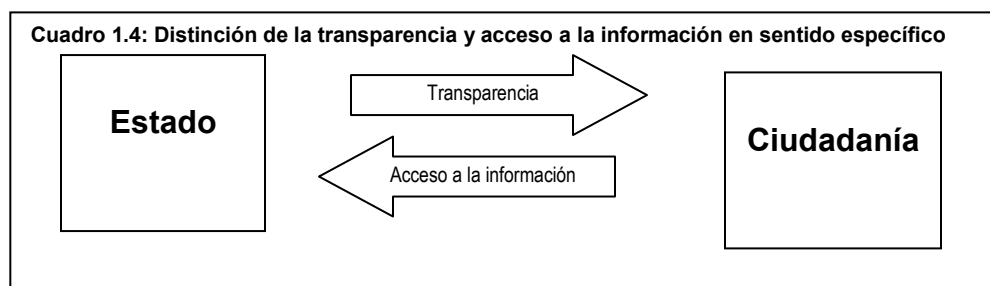 Cuadro 1.4: Distinción de la transparencia y acceso a la información en sentido específico
Estado
Transparencia
Acceso a la información
Ciudadanía